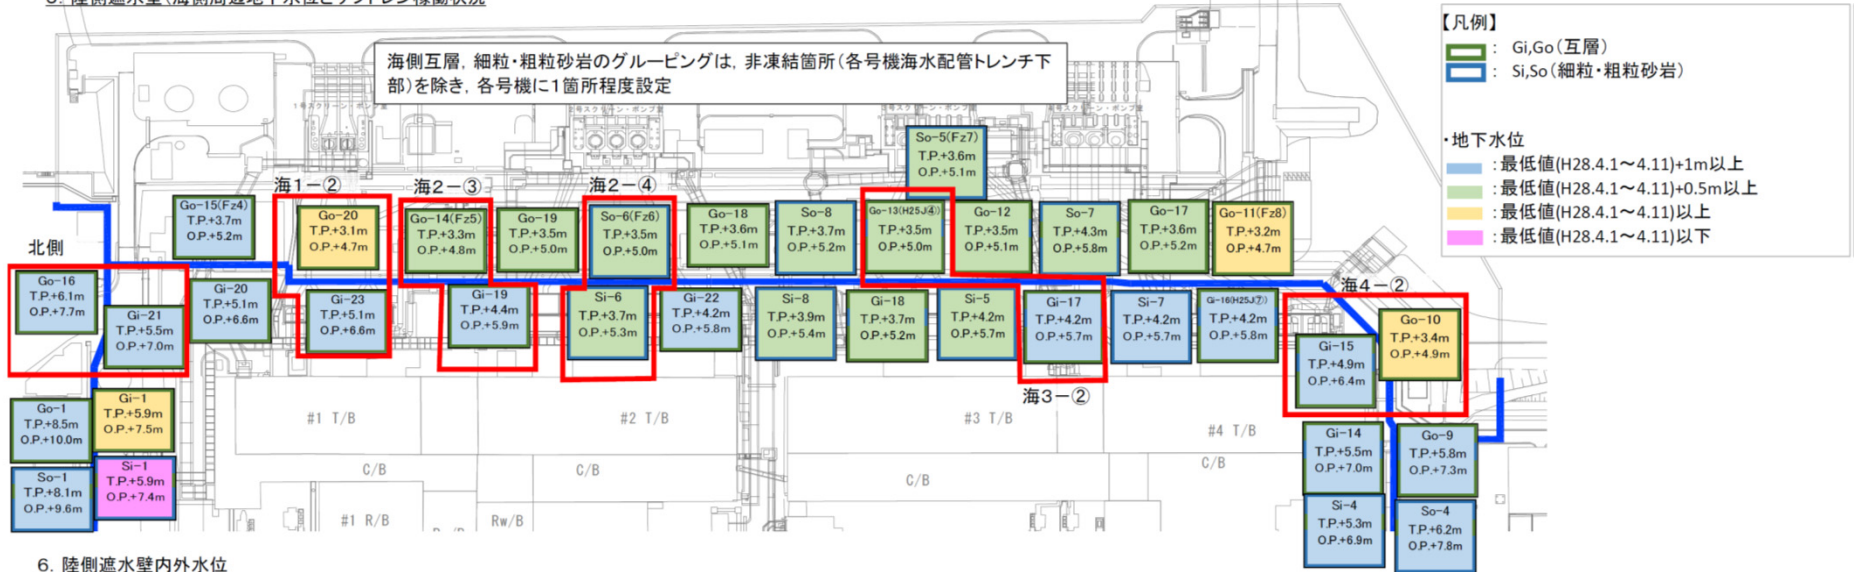 海側互層，細粒・粗粒砂岩のグルーピングは，非凍結箇所（各号機海水配管トレンチ下
部）を除き，各号機に１箇所程度設定
【凡例】
： Gi,Go（互層）
： Si,So（細粒・粗粒砂岩）
・地下水位
：最低値(H28.4.1～4.11)+1m以上
：最低値(H28.4.1～4.11)+0.5m以上
：最低値(H28.4.1～4.11)以上
：最低値(H28.4.1～4.11)以下
So-5(Fz7)
T.P.+3.6m
O.P.+5.1m
海1－②
海2－③
海2－④
Go-15(Fz4)
T.P.+3.7m
O.P.+5.2m
Go-20
T.P.+3.1m
O.P.+4.7m
Go-14(Fz5)
T.P.+3.3m
O.P.+4.8m
Go-19
T.P.+3.5m
O.P.+5.0m
So-6(Fz6)
T.P.+3.5m
O.P.+5.0m
Go-18
T.P.+3.6m
O.P.+5.1m
So-8
T.P.+3.7m
O.P.+5.2m
Go-13(H25J④)
T.P.+3.5m
O.P.+5.0m
Go-12
T.P.+3.5m
O.P.+5.1m
So-7
T.P.+4.3m
O.P.+5.8m
Go-17
T.P.+3.6m
O.P.+5.2m
Go-11(Fz8)
T.P.+3.2m
O.P.+4.7m
北側
Go-16
T.P.+6.1m
O.P.+7.7m
Gi-21
T.P.+5.5m
O.P.+7.0m
Gi-20
T.P.+5.1m
O.P.+6.6m
Gi-23
T.P.+5.1m
O.P.+6.6m
Gi-19
T.P.+4.4m
O.P.+5.9m
Si-6
T.P.+3.7m
O.P.+5.3m
Gi-22
T.P.+4.2m
O.P.+5.8m
Si-8
T.P.+3.9m
O.P.+5.4m
Gi-18
T.P.+3.7m
O.P.+5.2m
Si-5
T.P.+4.2m
O.P.+5.7m
Gi-17
T.P.+4.2m
O.P.+5.7m
Si-7
T.P.+4.2m
O.P.+5.7m
Gi-16(H25J⑦)
T.P.+4.2m
O.P.+5.8m
海4－②
Gi-15
T.P.+4.9m
O.P.+6.4m
Go-10
T.P.+3.4m
O.P.+4.9m
海3－②
Go-1
T.P.+8.5m
O.P.+10.0m
Gi-1
T.P.+5.9m
O.P.+7.5m
So-1
T.P.+8.1m
O.P.+9.6m
Si-1
T.P.+5.9m
O.P.+7.4m
#1 T/B
#2 T/B
#3 T/B
#4 T/B
C/B
C/B
C/B
C/B
#1 R/B
Rw/B
Gi-14
T.P.+5.5m
O.P.+7.0m
Go-9
T.P.+5.8m
O.P.+7.3m
Si-4
T.P.+5.3m
O.P.+6.9m
So-4
T.P.+6.2m
O.P.+7.8m
6．陸側遮水壁内外水位